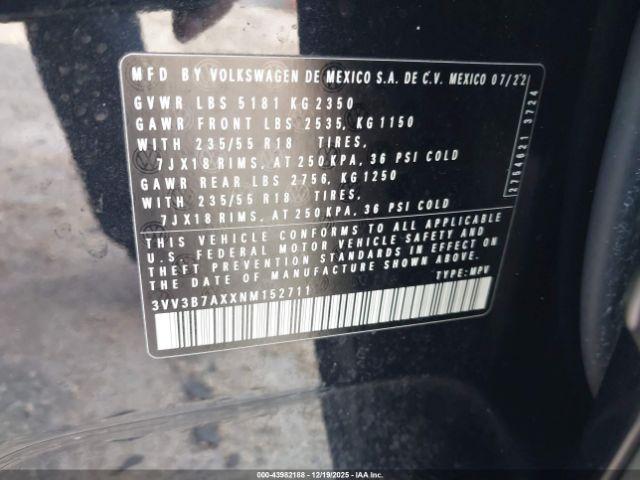 MFD BY VOLKSWAGEN DE MEXICO S.A. DE C.V. MEXICO 07/22
GVWR LBS 5181 KG 2350
GAWR FRONT LBS 2535, KG 1150
WITH 235/55 R18 TIRES,
7JX18 RIMS, AT 250 KPA, 36 PSI COLD
GAWR REAR LBS 2756, KG 1250
WITH 235/55 R18 TIRES,
7JX18 RIMS, AT 250 KPA, 36 PSI COLD
THIS VEHICLE CONFORMS TO ALL APPLICABLE
U.S. FEDERAL MOTOR VEHICLE SAFETY AND
THEFT PREVENTION STANDARDS IN EFFECT ON
THE DATE OF MANUFACTURE SHOWN ABOVE.
TYPE: MPV
3VV3B7AXXNM152711
2154021 3724
000-43982188 • 12/19/2025 • IAA Inc.